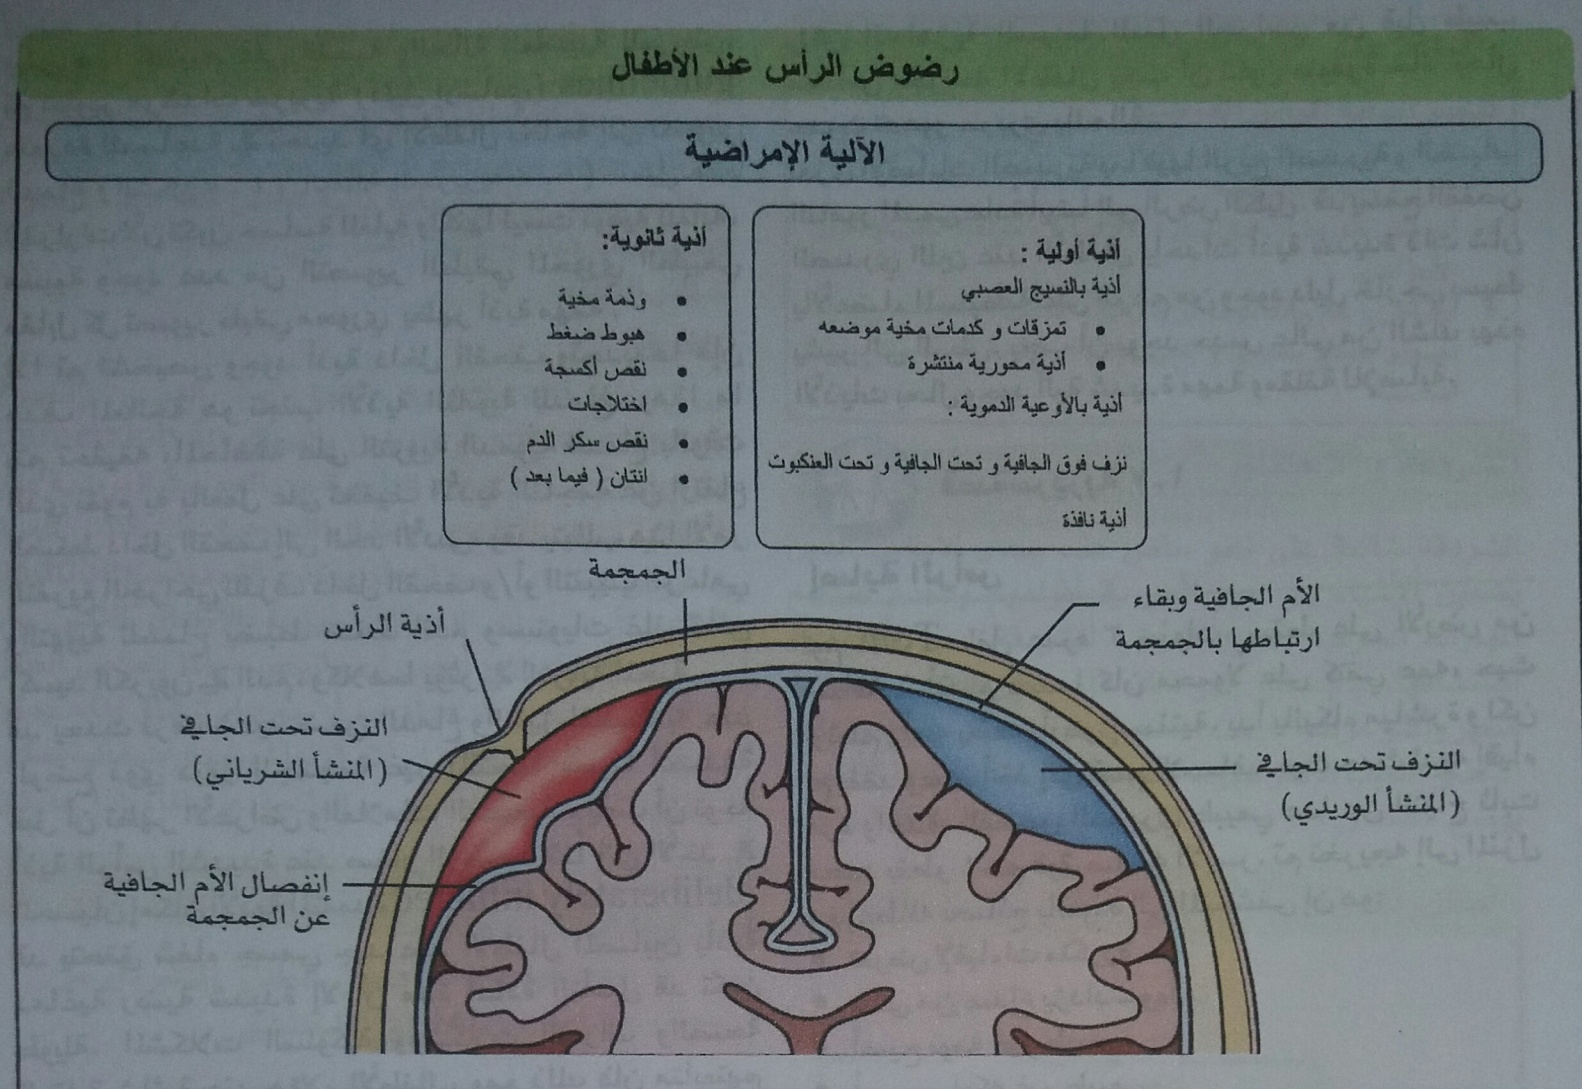 رضوض الرأس عند الأطفال
الآلية الإمراضية
أذية أولية :
أذية بالنسيج العصبي
• تمزقات و كدمات مخية موضعه
• أذية محورية منتشرة
أذية بالأوعية الدموية :
نزف فوق الجافية و تحت الجافية و تحت العنكبوت
أذية نافذة
أذية ثانوية:
• وذمة مخية
• هبوط ضغط
• نقص أكسجة
• اختلاجات
• نقص سكر الدم
• انتان ( فيما بعد )
الجمجمة
الأم الجافية وبقاء
ارتباطها بالجمجمة
أذية الرأس
النزف تحت الجافي
(المنشأ الشرياني)
النزف تحت الجافي
(المنشأ الوريدي)
إنفصال الأم الجافية
عن الجمجمة